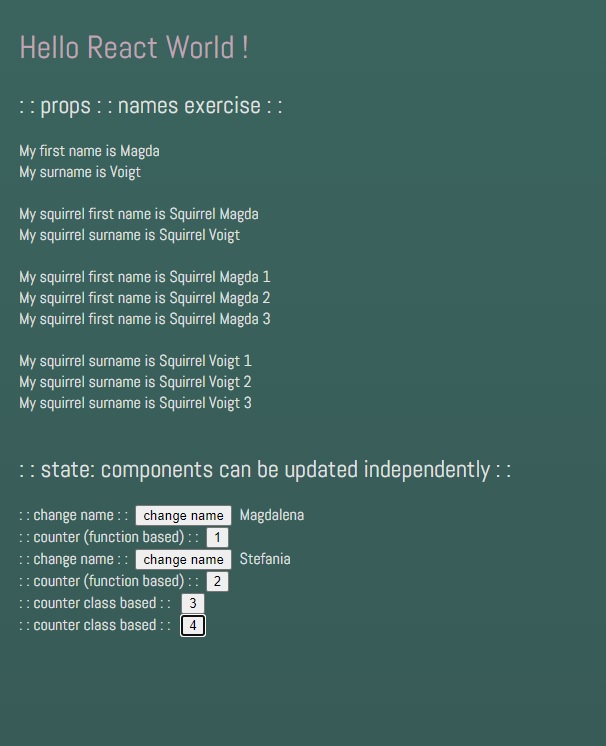 Hello React World !
: : props : : names exercise : :
My first name is Magda
My surname is Voigt
My squirrel first name is Squirrel Magda
My squirrel surname is Squirrel Voigt
My squirrel first name is Squirrel Magda 1
My squirrel first name is Squirrel Magda 2
My squirrel first name is Squirrel Magda 3
My squirrel surname is Squirrel Voigt 1
My squirrel surname is Squirrel Voigt 2
My squirrel surname is Squirrel Voigt 3
: : state: components can be updated independently : :
: : change name : : change name Magdalena
: : counter (function based) : : 1
: : change name : : change name Stefania
: : counter (function based) : : 2
: : counter class based : : 3
: : counter class based : : 4